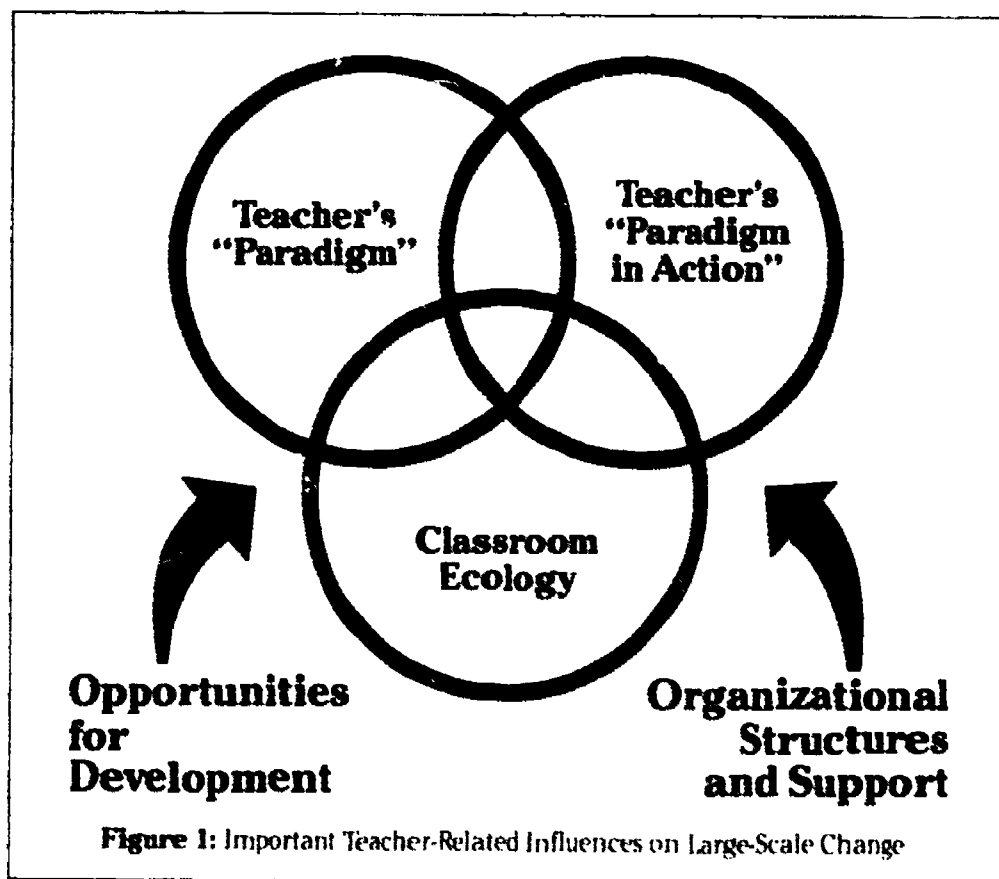 Teacher's
"Paradigm"
Teacher's
"Paradigm
in Action"
Classroom
Ecology
Opportunities
for
Development
Organizational
Structures
and Support
Figure 1: Important Teacher-Related Influences on Large-Scale Change